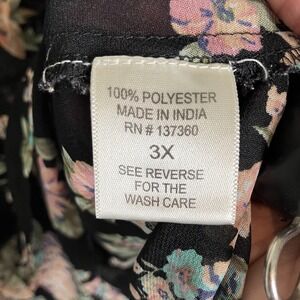 100% POLYESTER
MADE IN INDIA
RN # 137360
3X
SEE REVERSE
FOR THE
WASH CARE